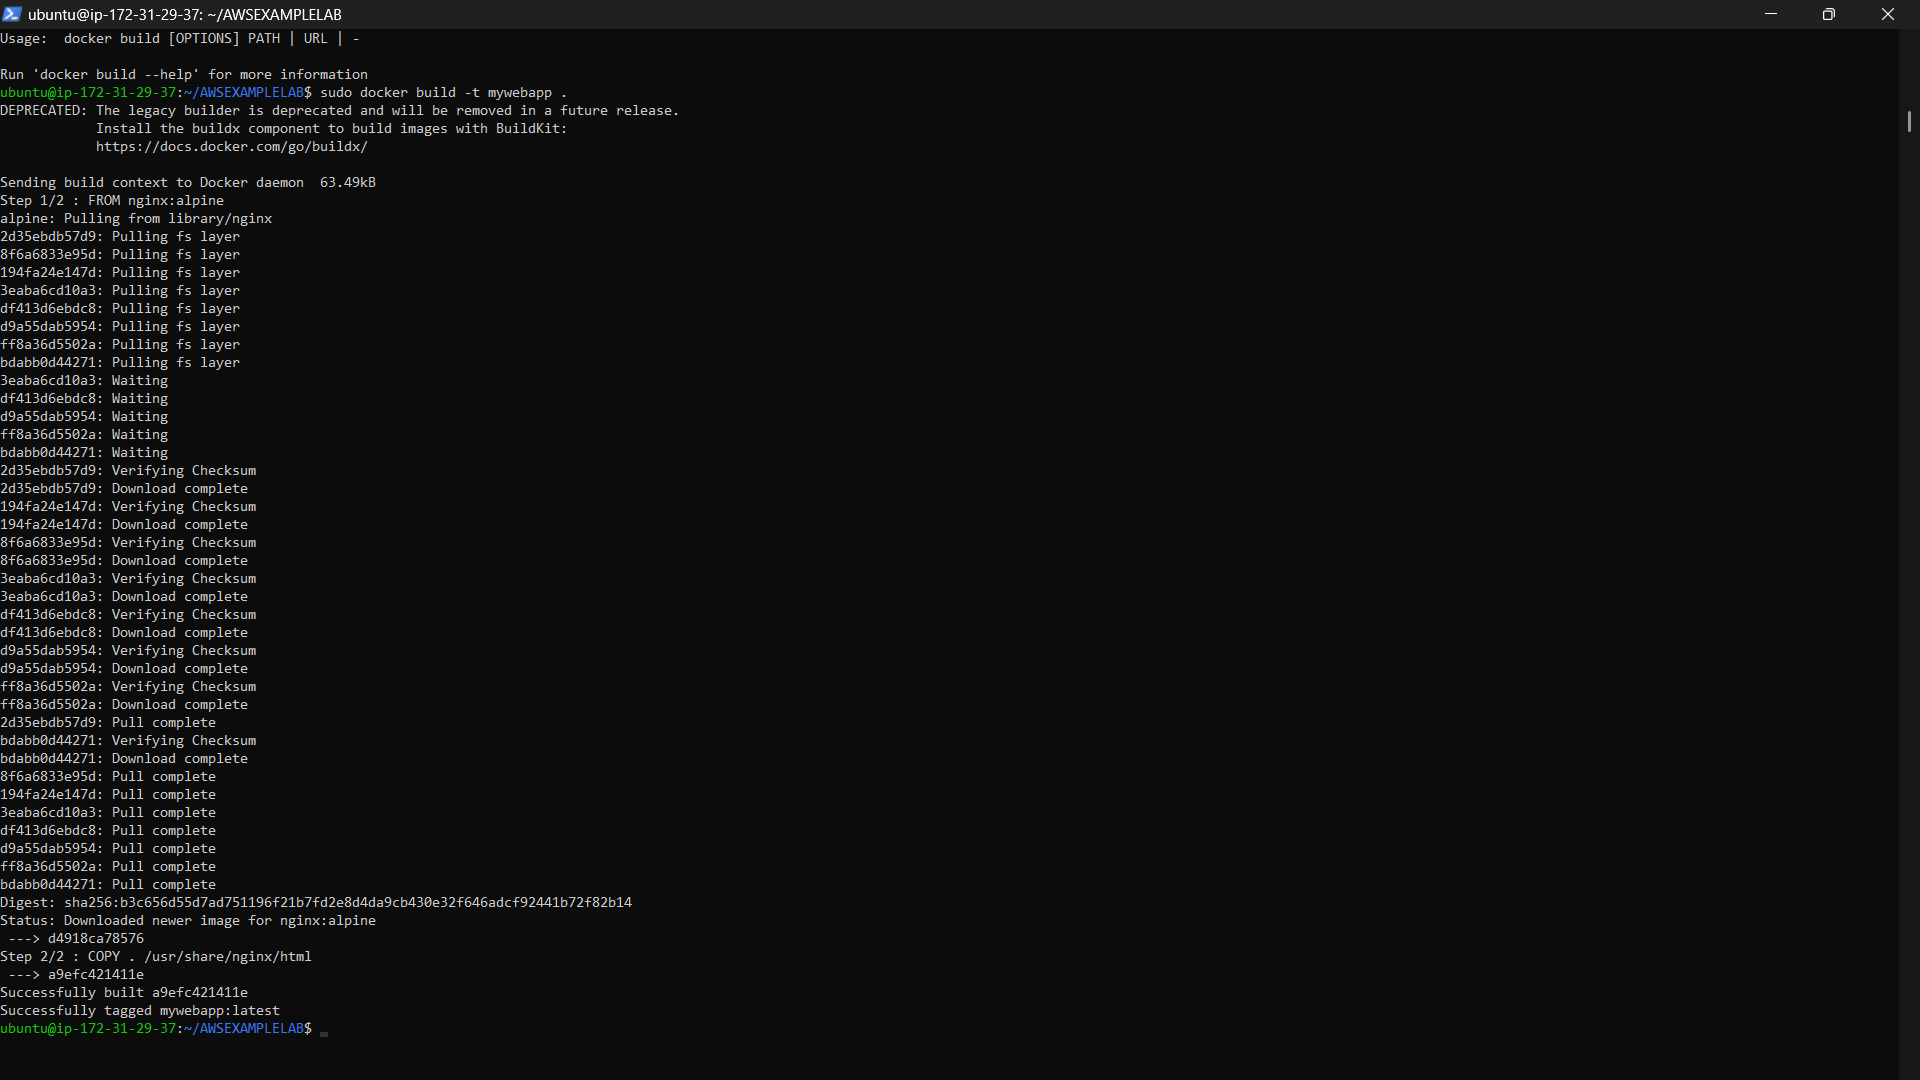 ubuntu@ip-172-31-29-37: ~/AWSEXAMPLELAB
Usage:  docker build [OPTIONS] PATH | URL | -
Run 'docker build --help' for more information
ubuntu@ip-172-31-29-37:~/AWSEXAMPLELAB$ sudo docker build -t mywebapp .
DEPRECATED: The legacy builder is deprecated and will be removed in a future release.
            Install the buildx component to build images with BuildKit:
            https://docs.docker.com/go/buildx/
Sending build context to Docker daemon  63.49kB
Step 1/2 : FROM nginx:alpine
alpine: Pulling from library/nginx
2d35ebdb57d9: Pulling fs layer
8f6a6833e95d: Pulling fs layer
194fa24e147d: Pulling fs layer
3eaba6cd10a3: Pulling fs layer
df413d6ebdc8: Pulling fs layer
d9a55dab5954: Pulling fs layer
ff8a36d5502a: Pulling fs layer
bdabb0d44271: Pulling fs layer
3eaba6cd10a3: Waiting
df413d6ebdc8: Waiting
d9a55dab5954: Waiting
ff8a36d5502a: Waiting
bdabb0d44271: Waiting
2d35ebdb57d9: Verifying Checksum
2d35ebdb57d9: Download complete
194fa24e147d: Verifying Checksum
194fa24e147d: Download complete
8f6a6833e95d: Verifying Checksum
8f6a6833e95d: Download complete
3eaba6cd10a3: Verifying Checksum
3eaba6cd10a3: Download complete
df413d6ebdc8: Verifying Checksum
df413d6ebdc8: Download complete
d9a55dab5954: Verifying Checksum
d9a55dab5954: Download complete
ff8a36d5502a: Verifying Checksum
ff8a36d5502a: Download complete
2d35ebdb57d9: Pull complete
bdabb0d44271: Verifying Checksum
bdabb0d44271: Download complete
8f6a6833e95d: Pull complete
194fa24e147d: Pull complete
3eaba6cd10a3: Pull complete
df413d6ebdc8: Pull complete
d9a55dab5954: Pull complete
ff8a36d5502a: Pull complete
bdabb0d44271: Pull complete
Digest: sha256:b3c656d55d7ad751196f21b7fd2e8d4da9cb430e32f646adcf92441b72f82b14
Status: Downloaded newer image for nginx:alpine
 ---> d4918ca78576
Step 2/2 : COPY . /usr/share/nginx/html
 ---> a9efc421411e
Successfully built a9efc421411e
Successfully tagged mywebapp:latest
ubuntu@ip-172-31-29-37:~/AWSEXAMPLELAB$